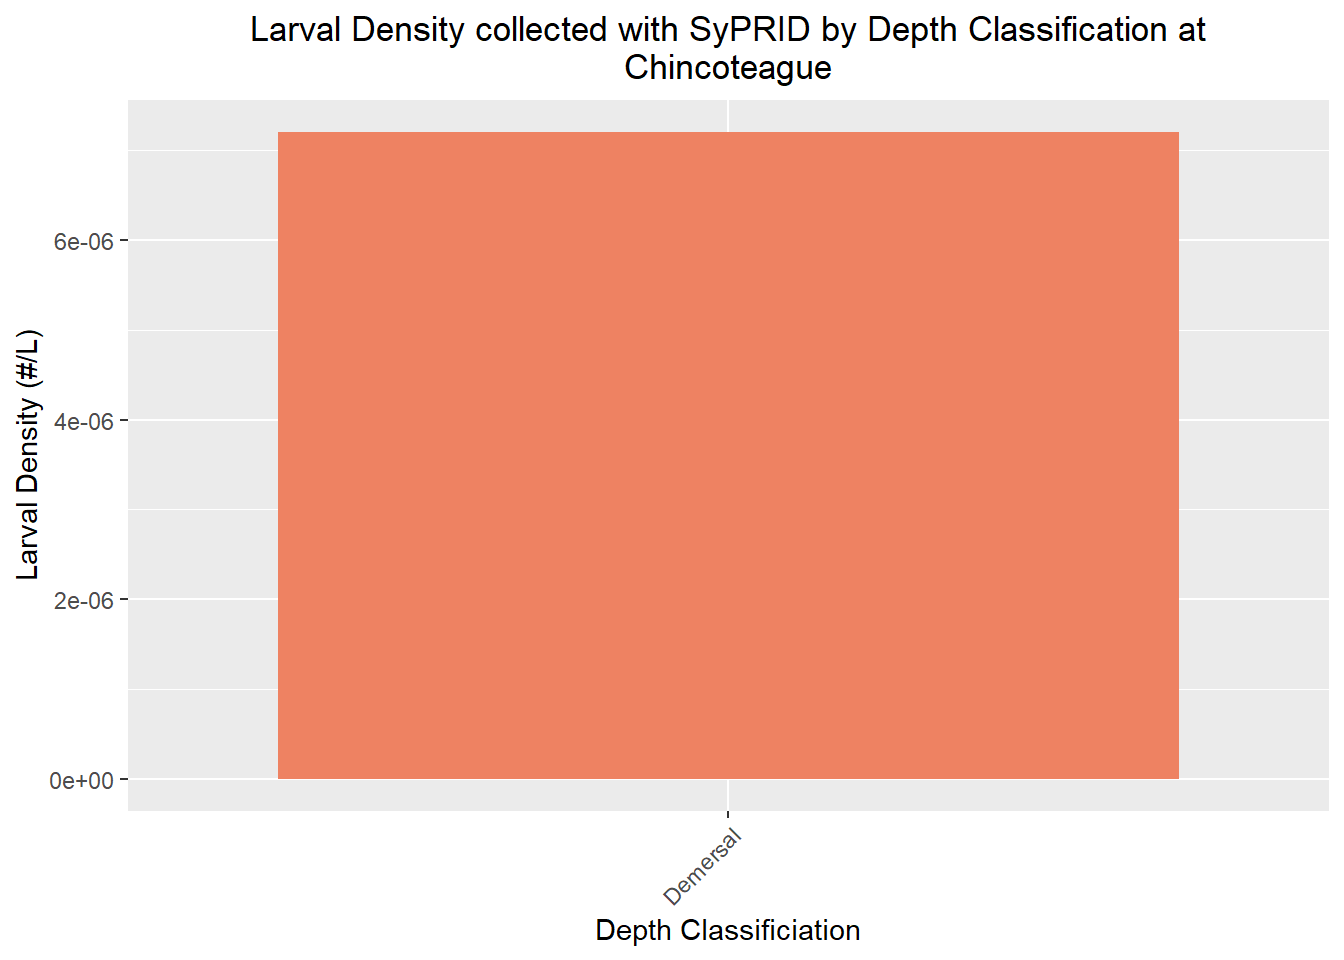 Larval Density collected with SyPRID by Depth Classification at
Chincoteague
Larval Density (#/L)
6e-06
4e-06
2e-06
0e+00
Demersal
Depth Classificiation